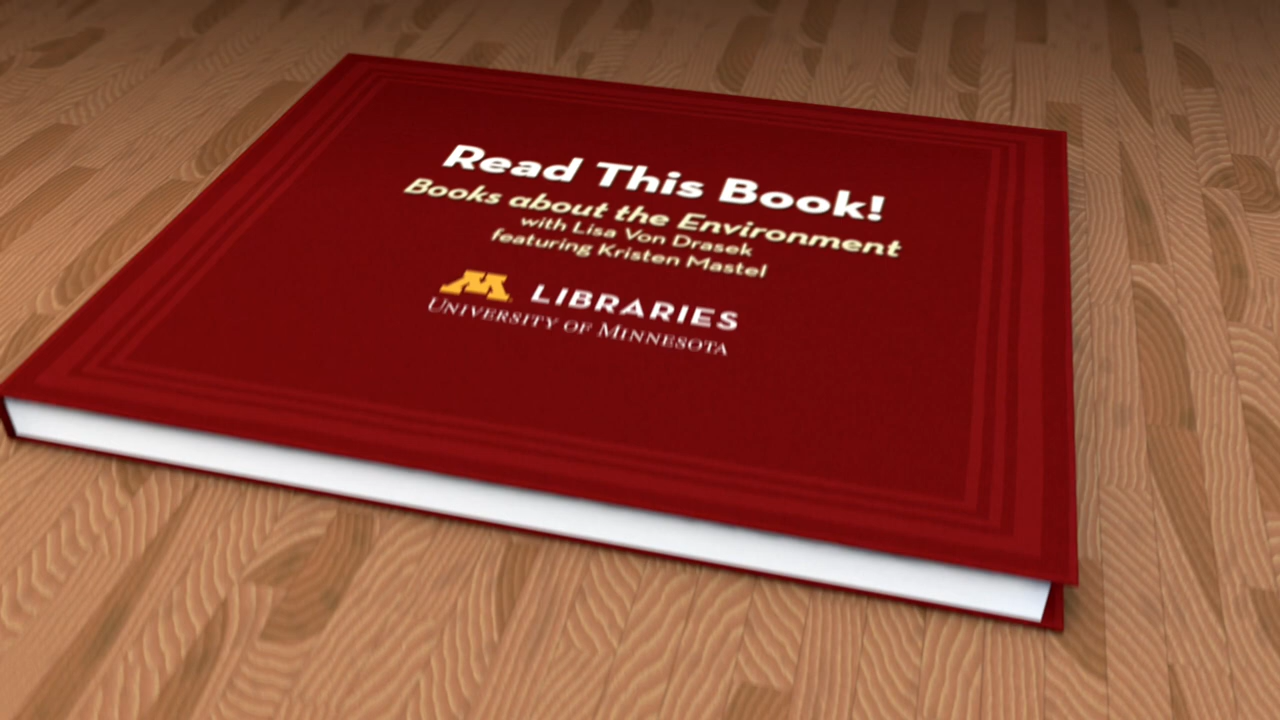 Read This Book!
Books about the Environment
with Lisa Von Drasek
featuring Kristen Mastel
M LIBRARIES
UNIVERSITY OF MINNESOTA